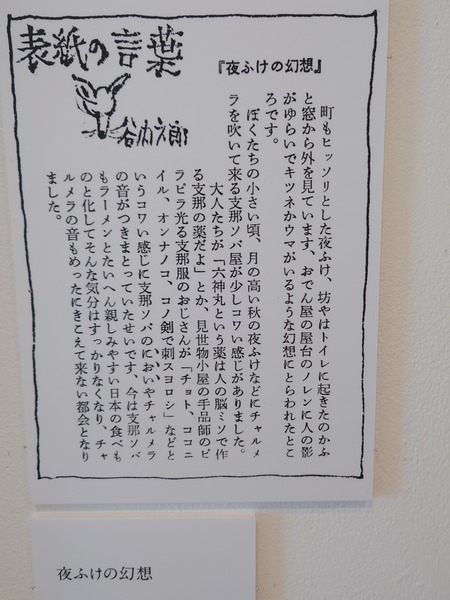 表紙の言葉
谷内六郎
『夜ふけの幻想』
町もヒッソリとした夜ふけ、坊やはトイレに起きたのかふ
と窓から外を見ています、おでん屋の屋台のノレンに人の影
がゆらいでキツネかウマがいるような幻想にとらわれたとこ
ろです。
ぼくたちの小さい頃、月の高い秋の夜ふけなどにチャルメ
ラを吹いて来る支那ソバ屋が少しコワい感じがありました。
大人たちが「六神丸という薬は人の脳ミソで作
る支那の薬だよ」とか、見世物小屋の手品師のピ
ラピラ光る支那服のおじさんが「チョト、ココニ
イル、オンナノコ、コノ剣で刺スヨロシ」などと
いうコワい感じに支那ソバのにおいやチャルメラ
の音がつきまとっていたせいです、今は支那ソバ
もラーメンとたいへん親しみやすい日本の食べも
のと化してそんな気分はすっかりなくなり、チャ
ルメラの音もめったにきこえて来ない都会となり
ました。
夜ふけの幻想